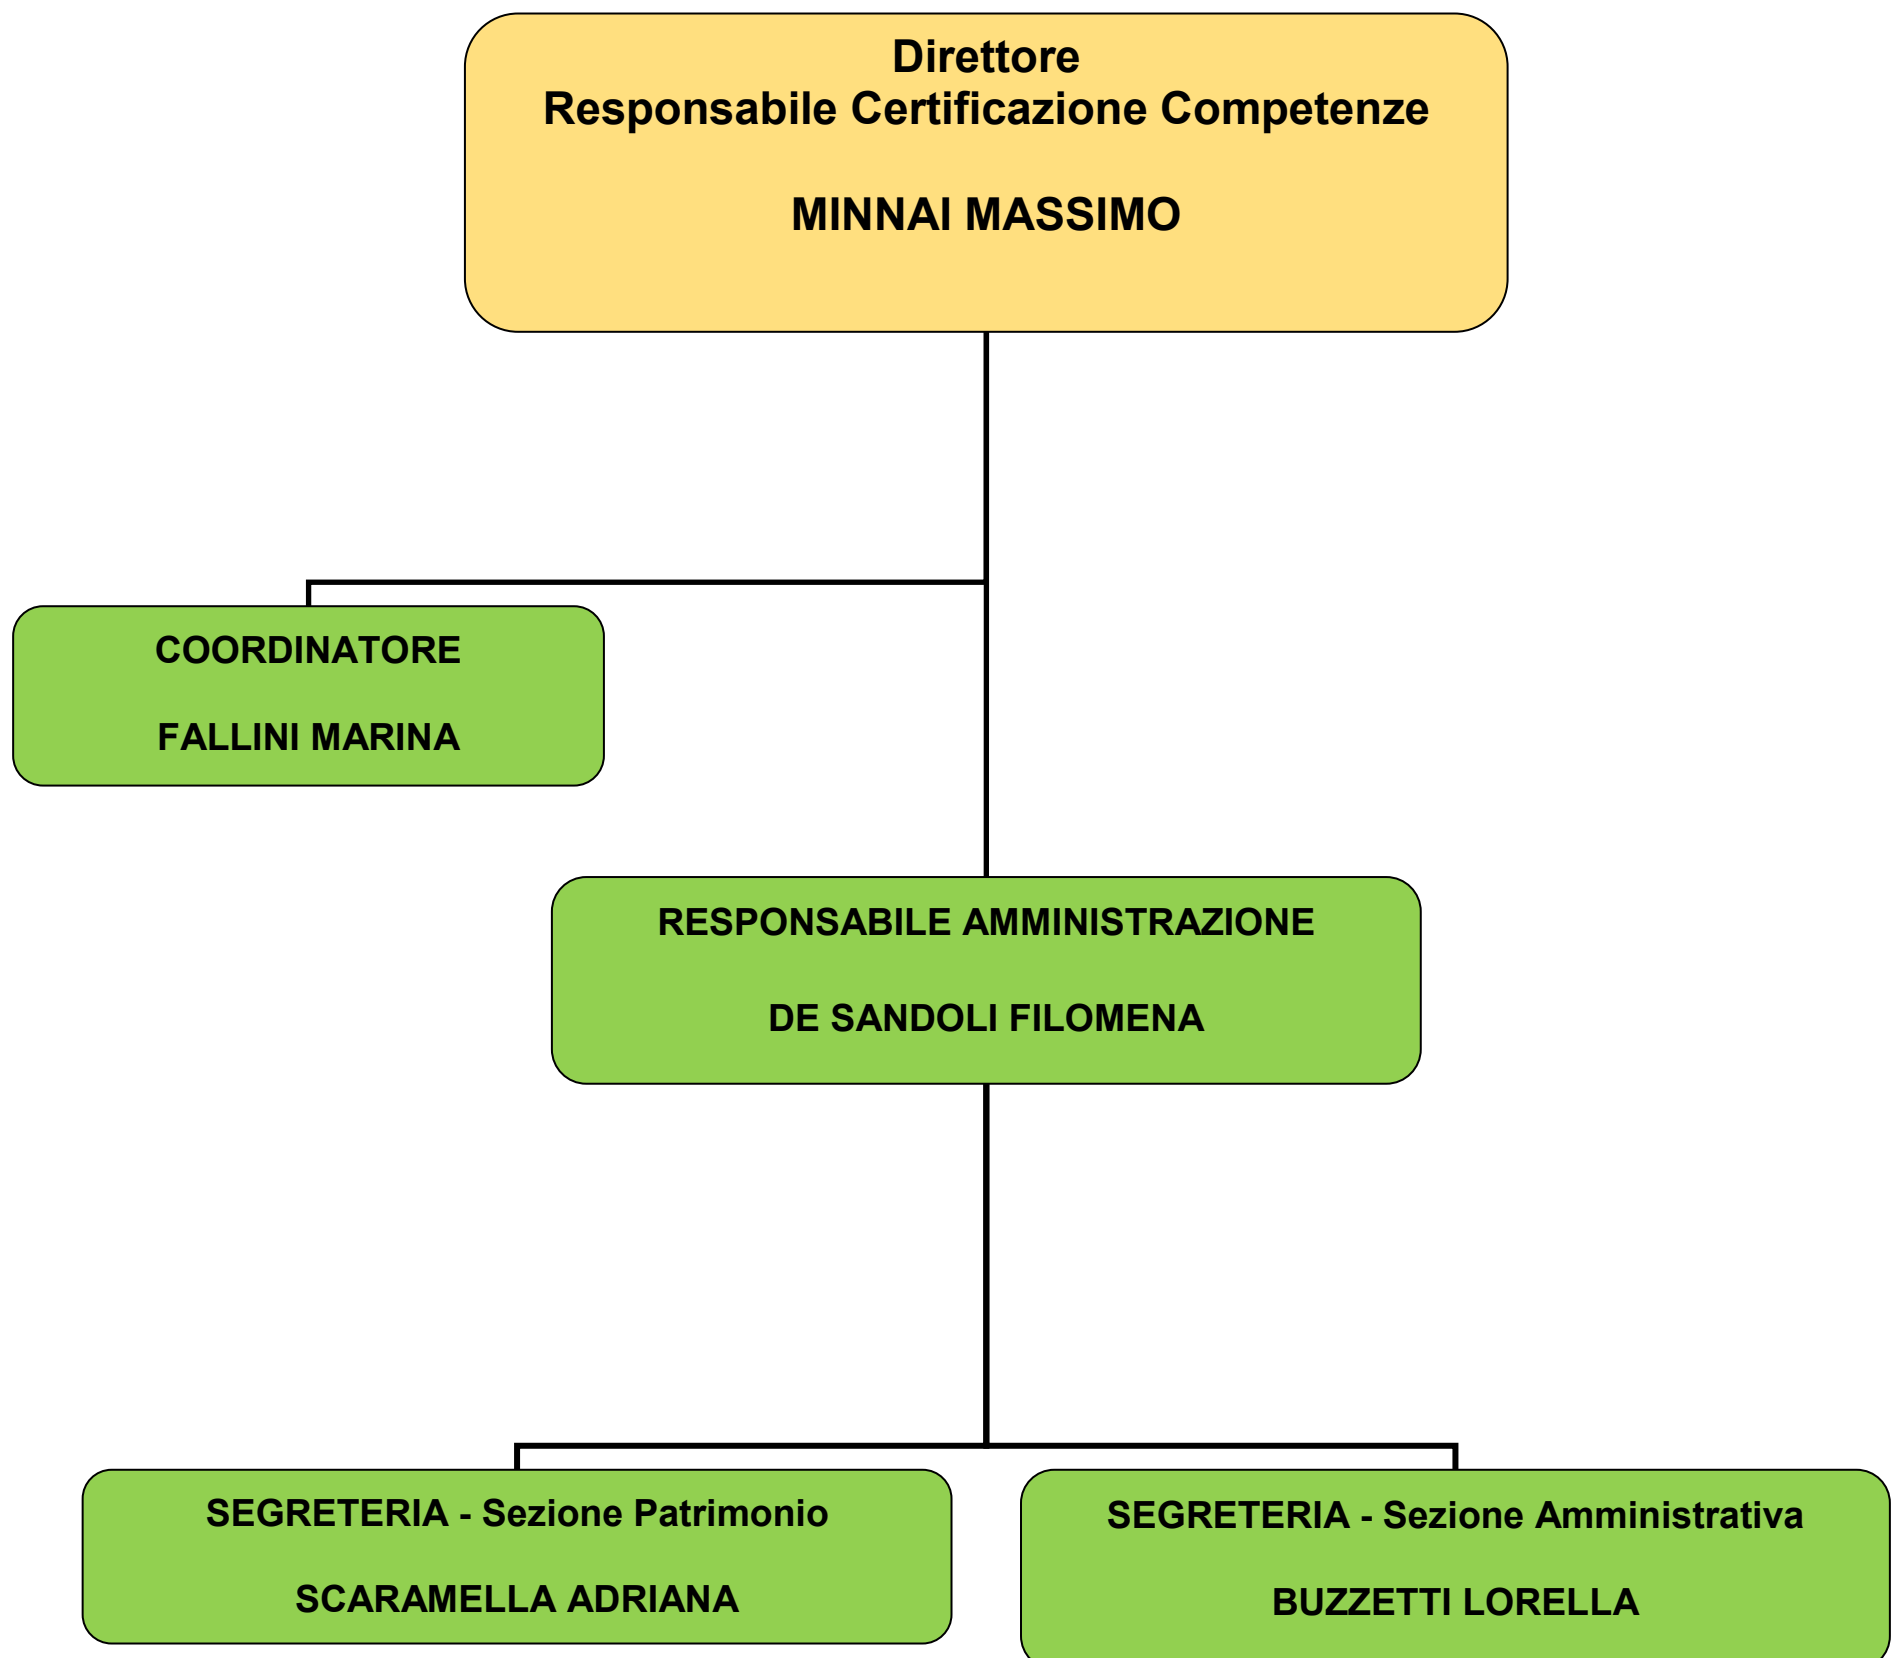 Direttore
Responsabile Certificazione Competenze
MINNAI MASSIMO
COORDINATORE
FALLINI MARINA
RESPONSABILE AMMINISTRAZIONE
DE SANDOLI FILOMENA
SEGRETERIA - Sezione Patrimonio
SCARAMELLA ADRIANA
SEGRETERIA - Sezione Amministrativa
BUZZETTI LORELLA